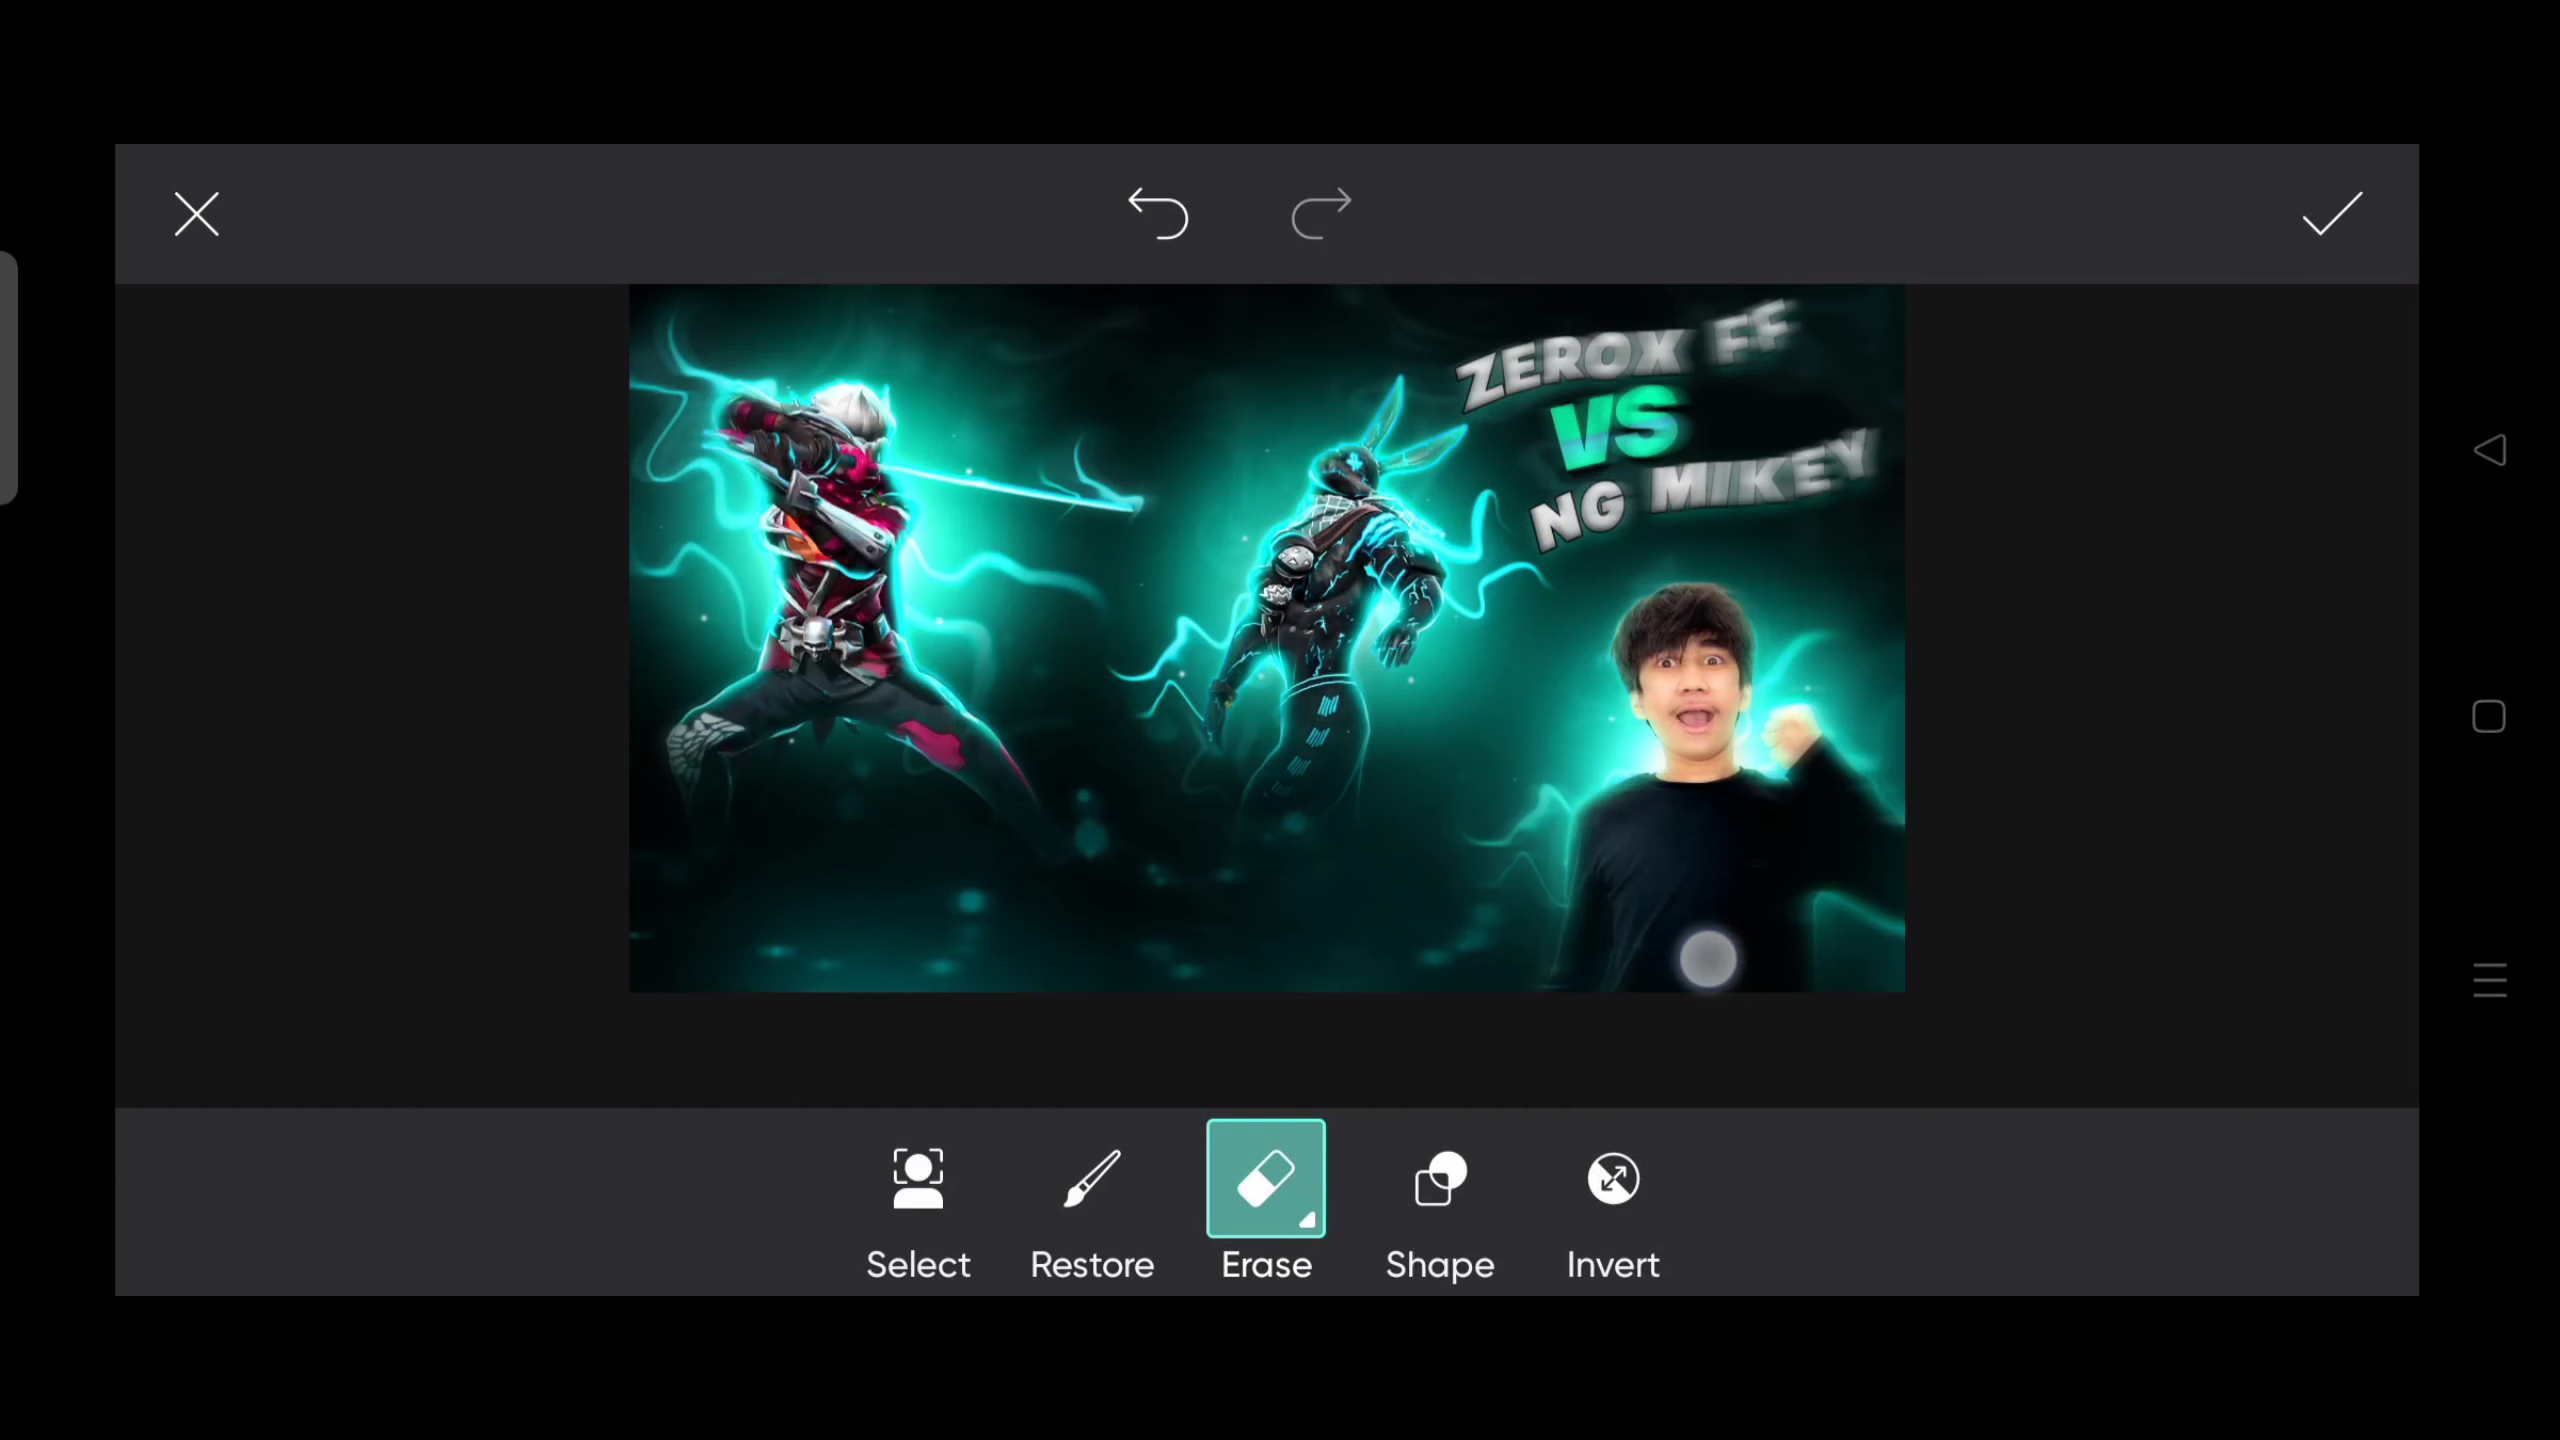 ZEROX FF
VS
NG MIKEY
Select
Restore
Erase
Shape
Invert